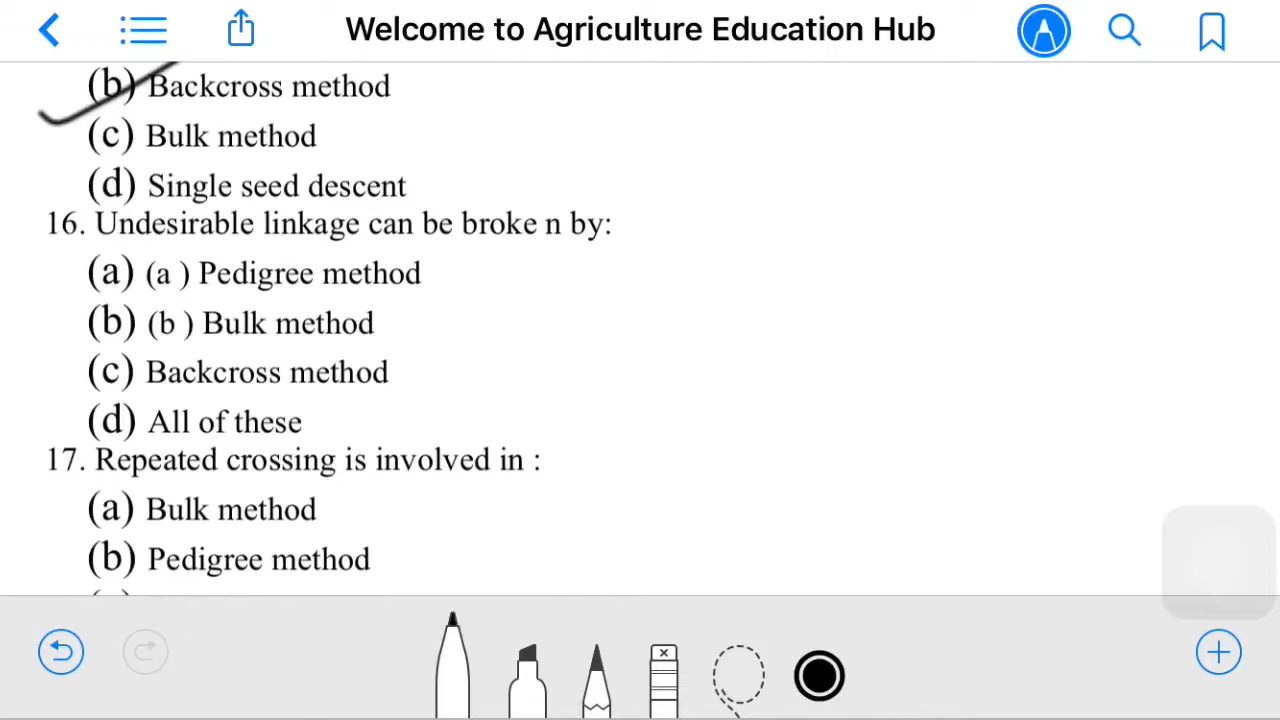 Welcome to Agriculture Education Hub
(b) Backcross method
(c) Bulk method
(d) Single seed descent
16. Undesirable linkage can be broke n by:
(a) (a ) Pedigree method
(b) (b ) Bulk method
(c) Backcross method
(d) All of these
17. Repeated crossing is involved in :
(a) Bulk method
(b) Pedigree method